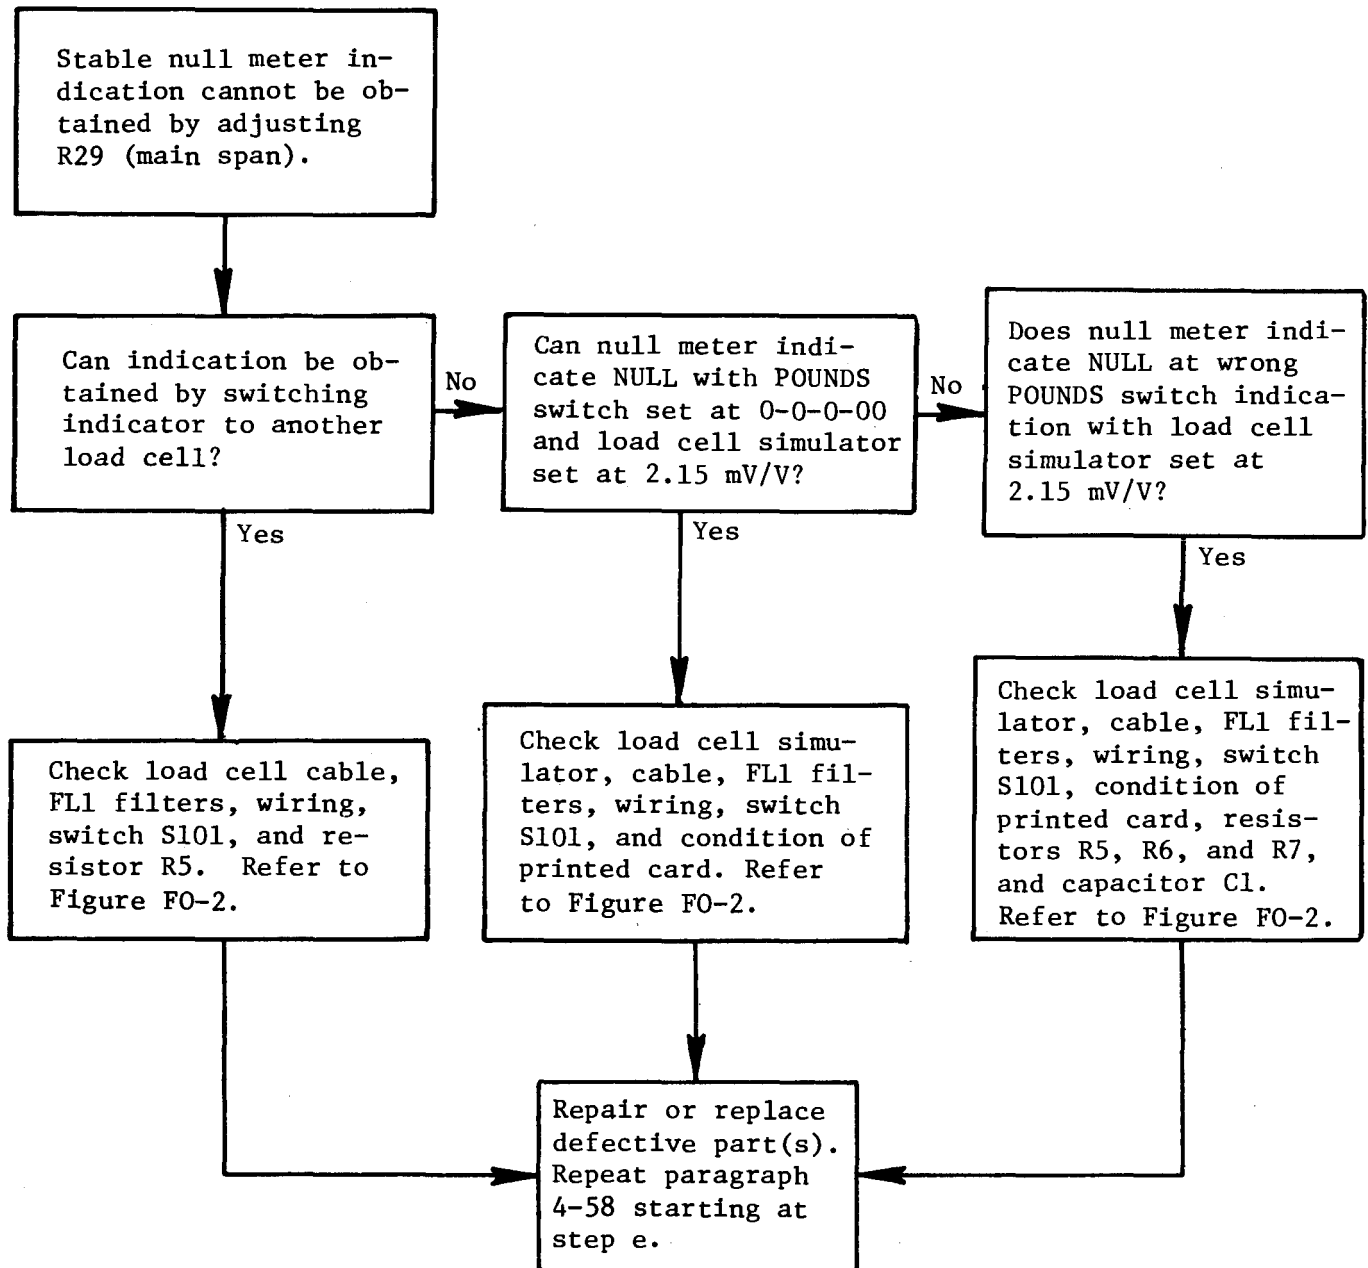 Stable null meter in-
dication cannot be ob-
tained by adjusting
R29 (main span).
Can indication be ob-
tained by switching
indicator to another
load cell?
No
Yes
Can null meter indi-
cate NULL with POUNDS
switch set at 0-0-0-00
and load cell simulator
set at 2.15 mV/V?
No
Yes
Does null meter indi-
cate NULL at wrong
POUNDS switch indica-
tion with load cell
simulator set at
2.15 mV/V?
Yes
Check load cell cable,
FL1 filters, wiring,
switch S101, and re-
sistor R5.  Refer to
Figure FO-2.
Check load cell simu-
lator, cable, FL1 fil-
ters, wiring, switch
S101, and condition of
printed card. Refer
to Figure FO-2.
Check load cell simu-
lator, cable, FL1 fil-
ters, wiring, switch
S101, condition of
printed card, resis-
tors R5, R6, and R7,
and capacitor C1.
Refer to Figure FO-2.
Repair or replace
defective part(s).
Repeat paragraph
4-58 starting at
step e.